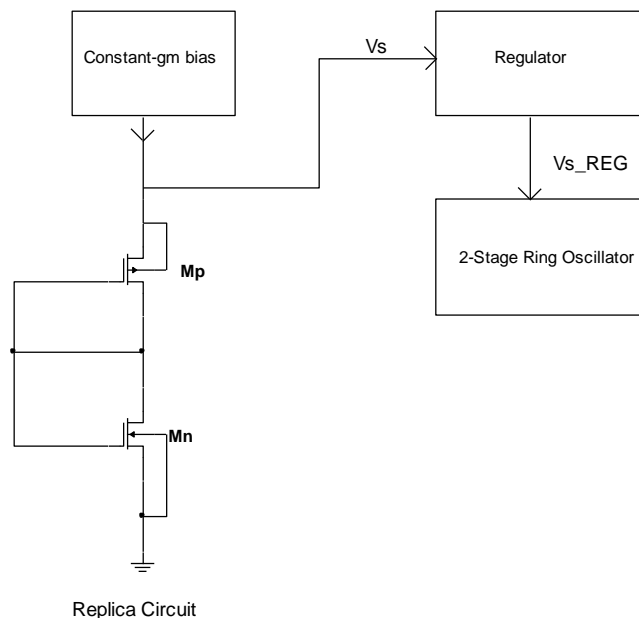 Constant-gm bias
Vs
Regulator
Vs_REG
2-Stage Ring Oscillator
Mp
Mn
Replica Circuit